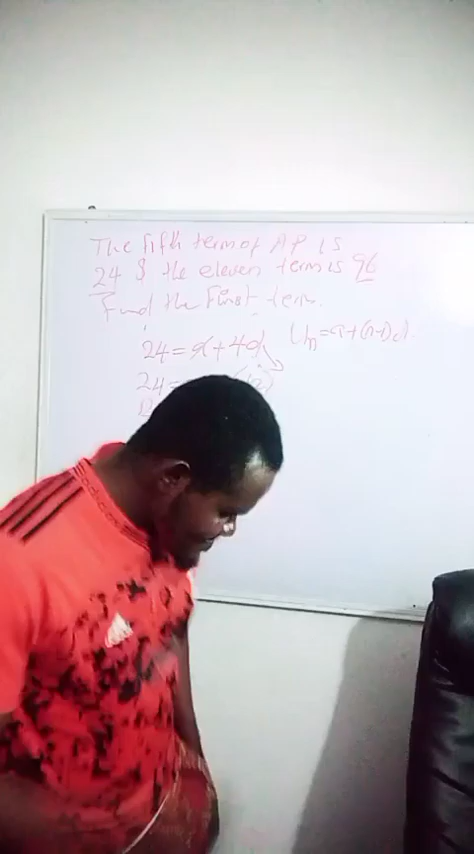 The fifth term of AP is
24 $ the eleven term is 96
find the First term.
Un=a+(n-1)d.
24=a+4d
24=
12